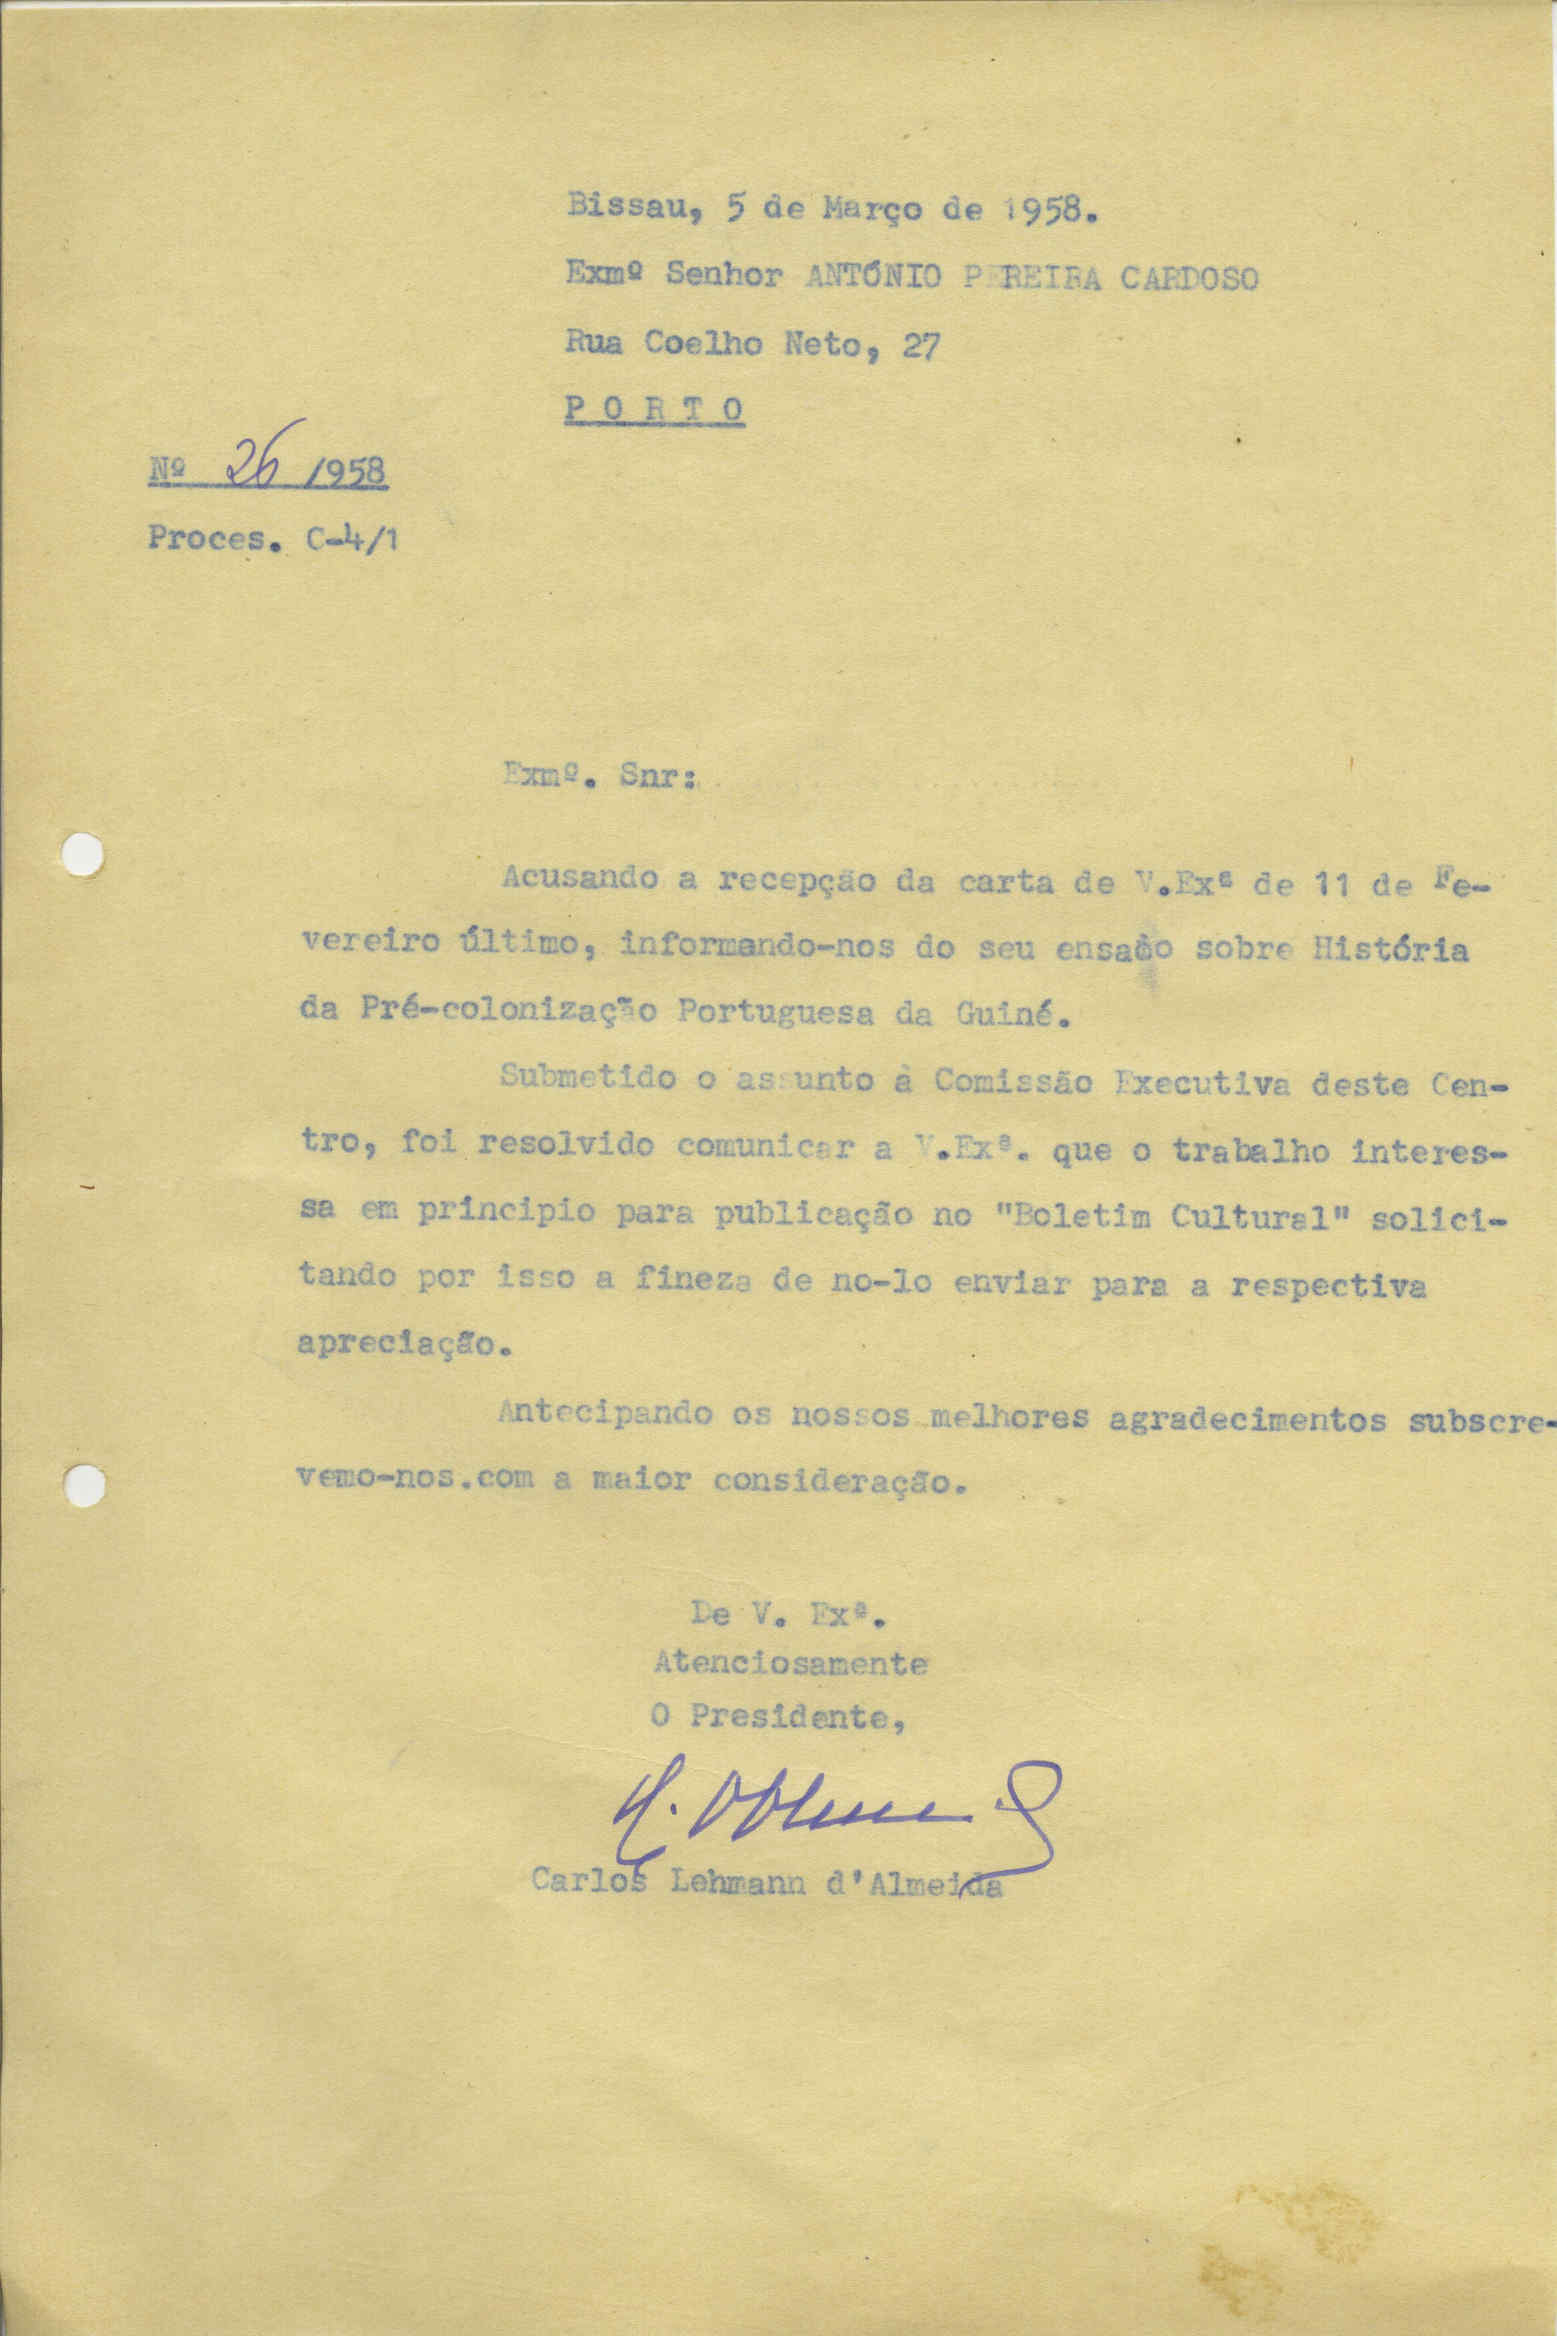 Bissau, 5 de Março de 1958.
Exmº Senhor ANTÓNIO PEREIRA CARDOSO
Rua Coelho Neto, 27
P O R T O
Nº 26 /1958
Proces. C-4/1
Exmº. Snr:
Acusando a recepção da carta de V.Exª de 11 de Fe-
vereiro último, informando-nos do seu ensaio sobre História
da Pré-colonização Portuguesa da Guiné.
Submetido o assunto à Comissão Executiva deste Cen-
tro, foi resolvido comunicar a V.Exª. que o trabalho interes-
sa em principio para publicação no "Boletim Cultural" solici-
tando por isso a fineza de no-lo enviar para a respectiva
apreciação.
Antecipando os nossos melhores agradecimentos subscre-
vemo-nos.com a maior consideração.
De V. Exª.
Atenciosamente
O Presidente,
Carlos Lehmann d'Almeida